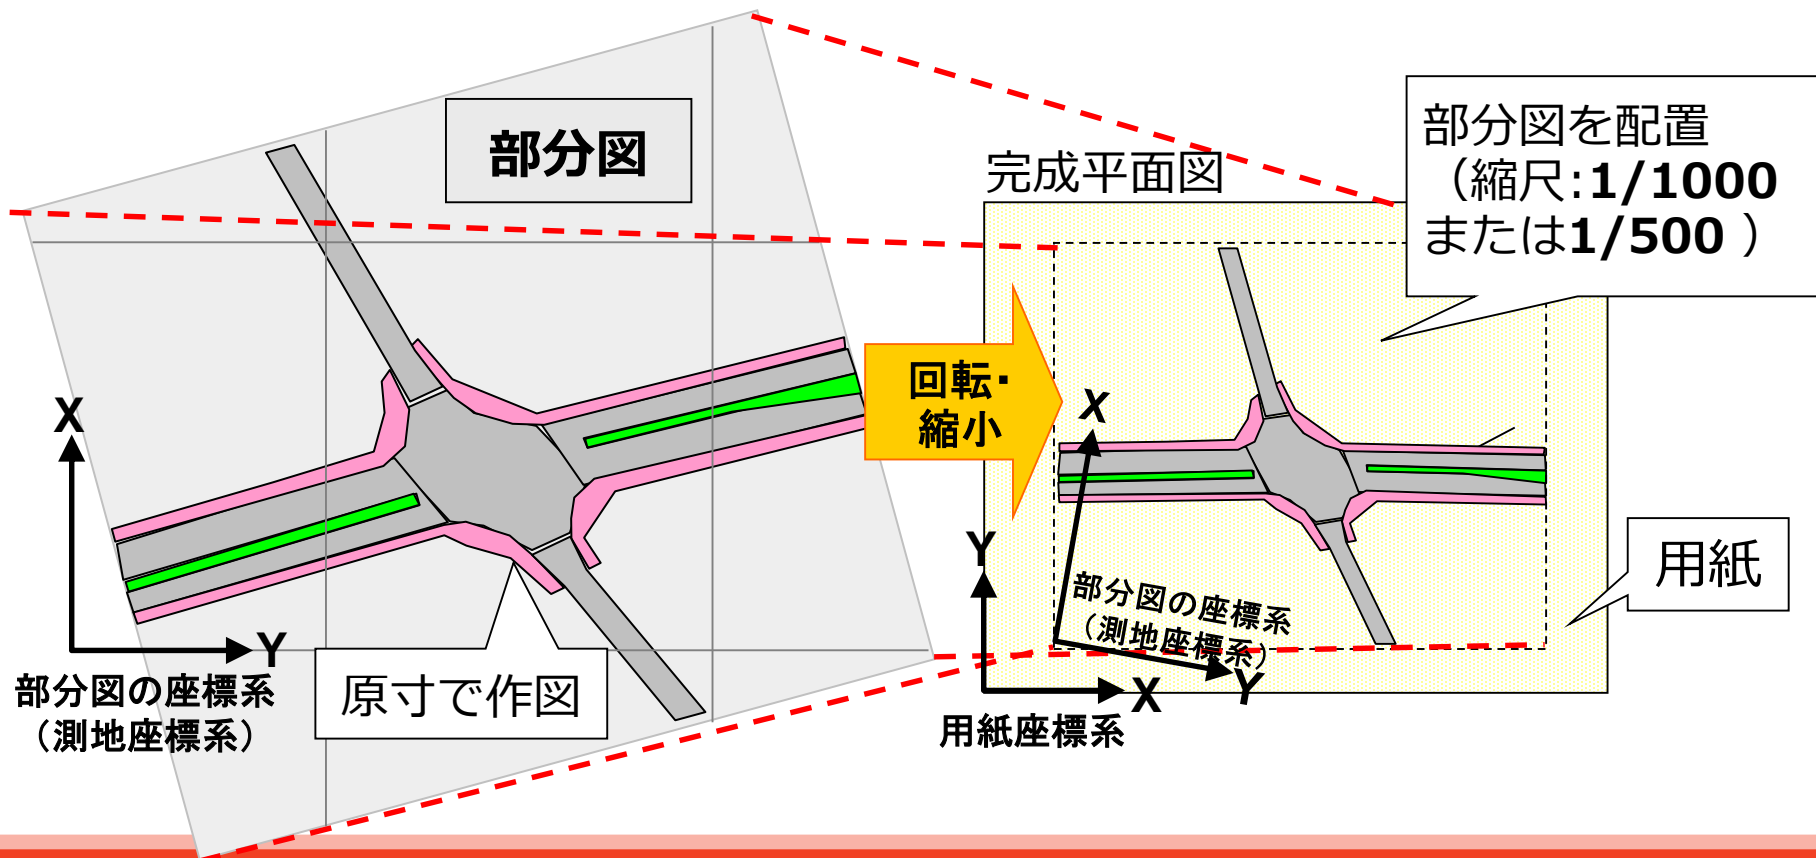 部分図
X
Y
部分図の座標系
（測地座標系）
原寸で作図
回転・
縮小
完成平面図
部分図を配置
（縮尺:1/1000
または1/500 ）
X
Y
部分図の座標系
（測地座標系）
Y
X
用紙座標系
用紙